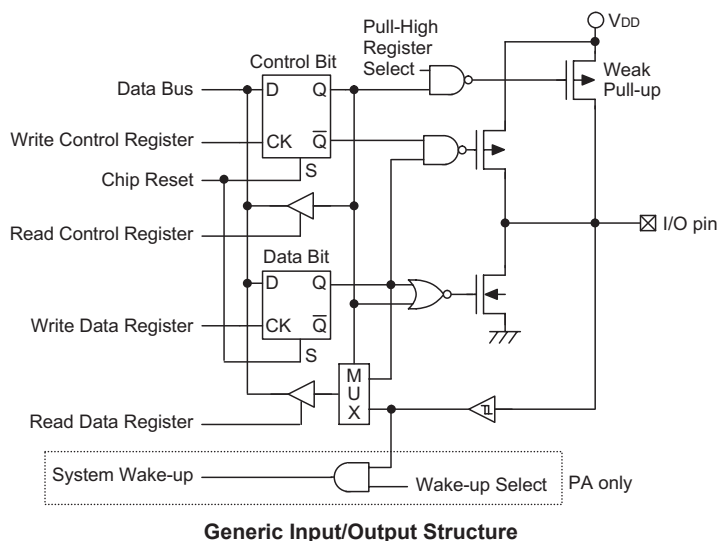 VDD
Pull-High
Register
Select
Control Bit
Weak
Pull-up
Data Bus
D
Q
Write Control Register
CK
Q
Chip Reset
S
I/O pin
Read Control Register
Data Bit
D
Q
Write Data Register
CK
Q
S
M
U
X
Read Data Register
System Wake-up
Wake-up Select
PA only
Generic Input/Output Structure